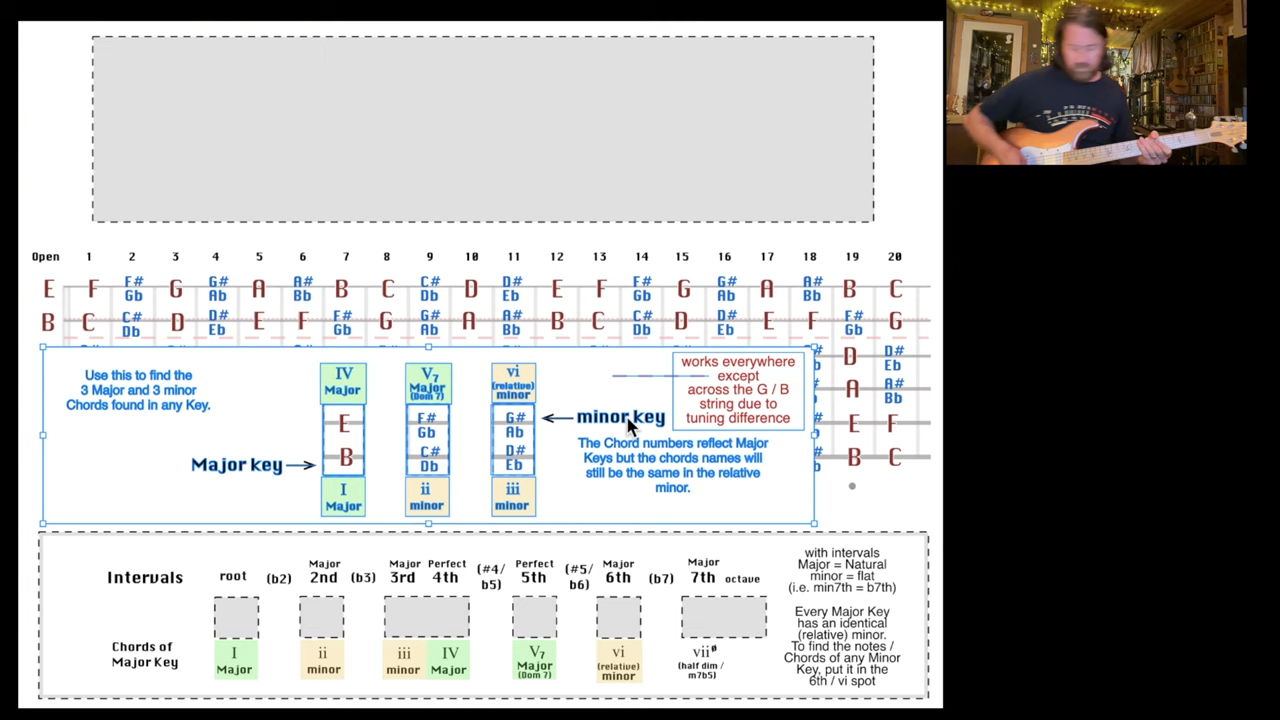 Open 1 2 3 4 5 6 7 8 9 10 11 12 13 14 15 16 17 18 19 20
E F F# Gb G G# Ab A A# Bb B C C# Db D D# Eb E F F# Gb G G# Ab A A# Bb B C
B C C# Db D D# Eb E F F# Gb G G# Ab A A# Bb B C C# Db D D# Eb E F F# Gb G
D D# Eb
A A# Bb
E F
B C
Use this to find the
3 Major and 3 minor
Chords found in any Key.
IV
Major
V7
Major
(Dom 7)
vi
(relative)
minor
works everywhere
except
across the G / B
string due to
tuning difference
E F# Gb G# Ab
minor key
B C# Db D# Eb
Major key
The Chord numbers reflect Major
Keys but the chords names will
still be the same in the relative
minor.
I
Major
ii
minor
iii
minor
Intervals
root (b2) Major 2nd (b3) Major 3rd Perfect 4th (#4/ b5) Perfect 5th (#5/ b6) Major 6th (b7) Major 7th octave
Chords of
Major Key
I
Major
ii
minor
iii
minor
IV
Major
V7
Major
(Dom 7)
vi
(relative)
minor
viiø
(half dim /
m7b5)
with intervals
Major = Natural
minor = flat
(i.e. min7th = b7th)
Every Major Key
has an identical
(relative) minor.
To find the notes /
Chords of any Minor
Key, put it in the
6th / vi spot